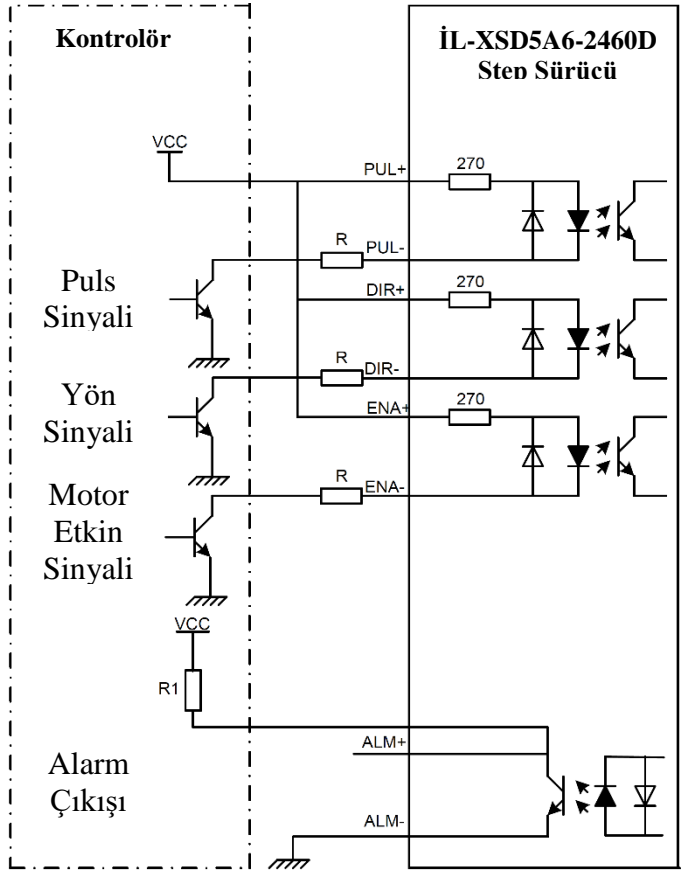 Kontrolör
İL-XSD5A6-2460D
Step Sürücü
VCC
PUL+
270
R
PUL-
Puls
Sinyali
DIR+
270
R
DIR-
Yön
Sinyali
ENA+
270
R
ENA-
Motor
Etkin
Sinyali
VCC
R1
ALM+
Alarm
Çıkışı
ALM-